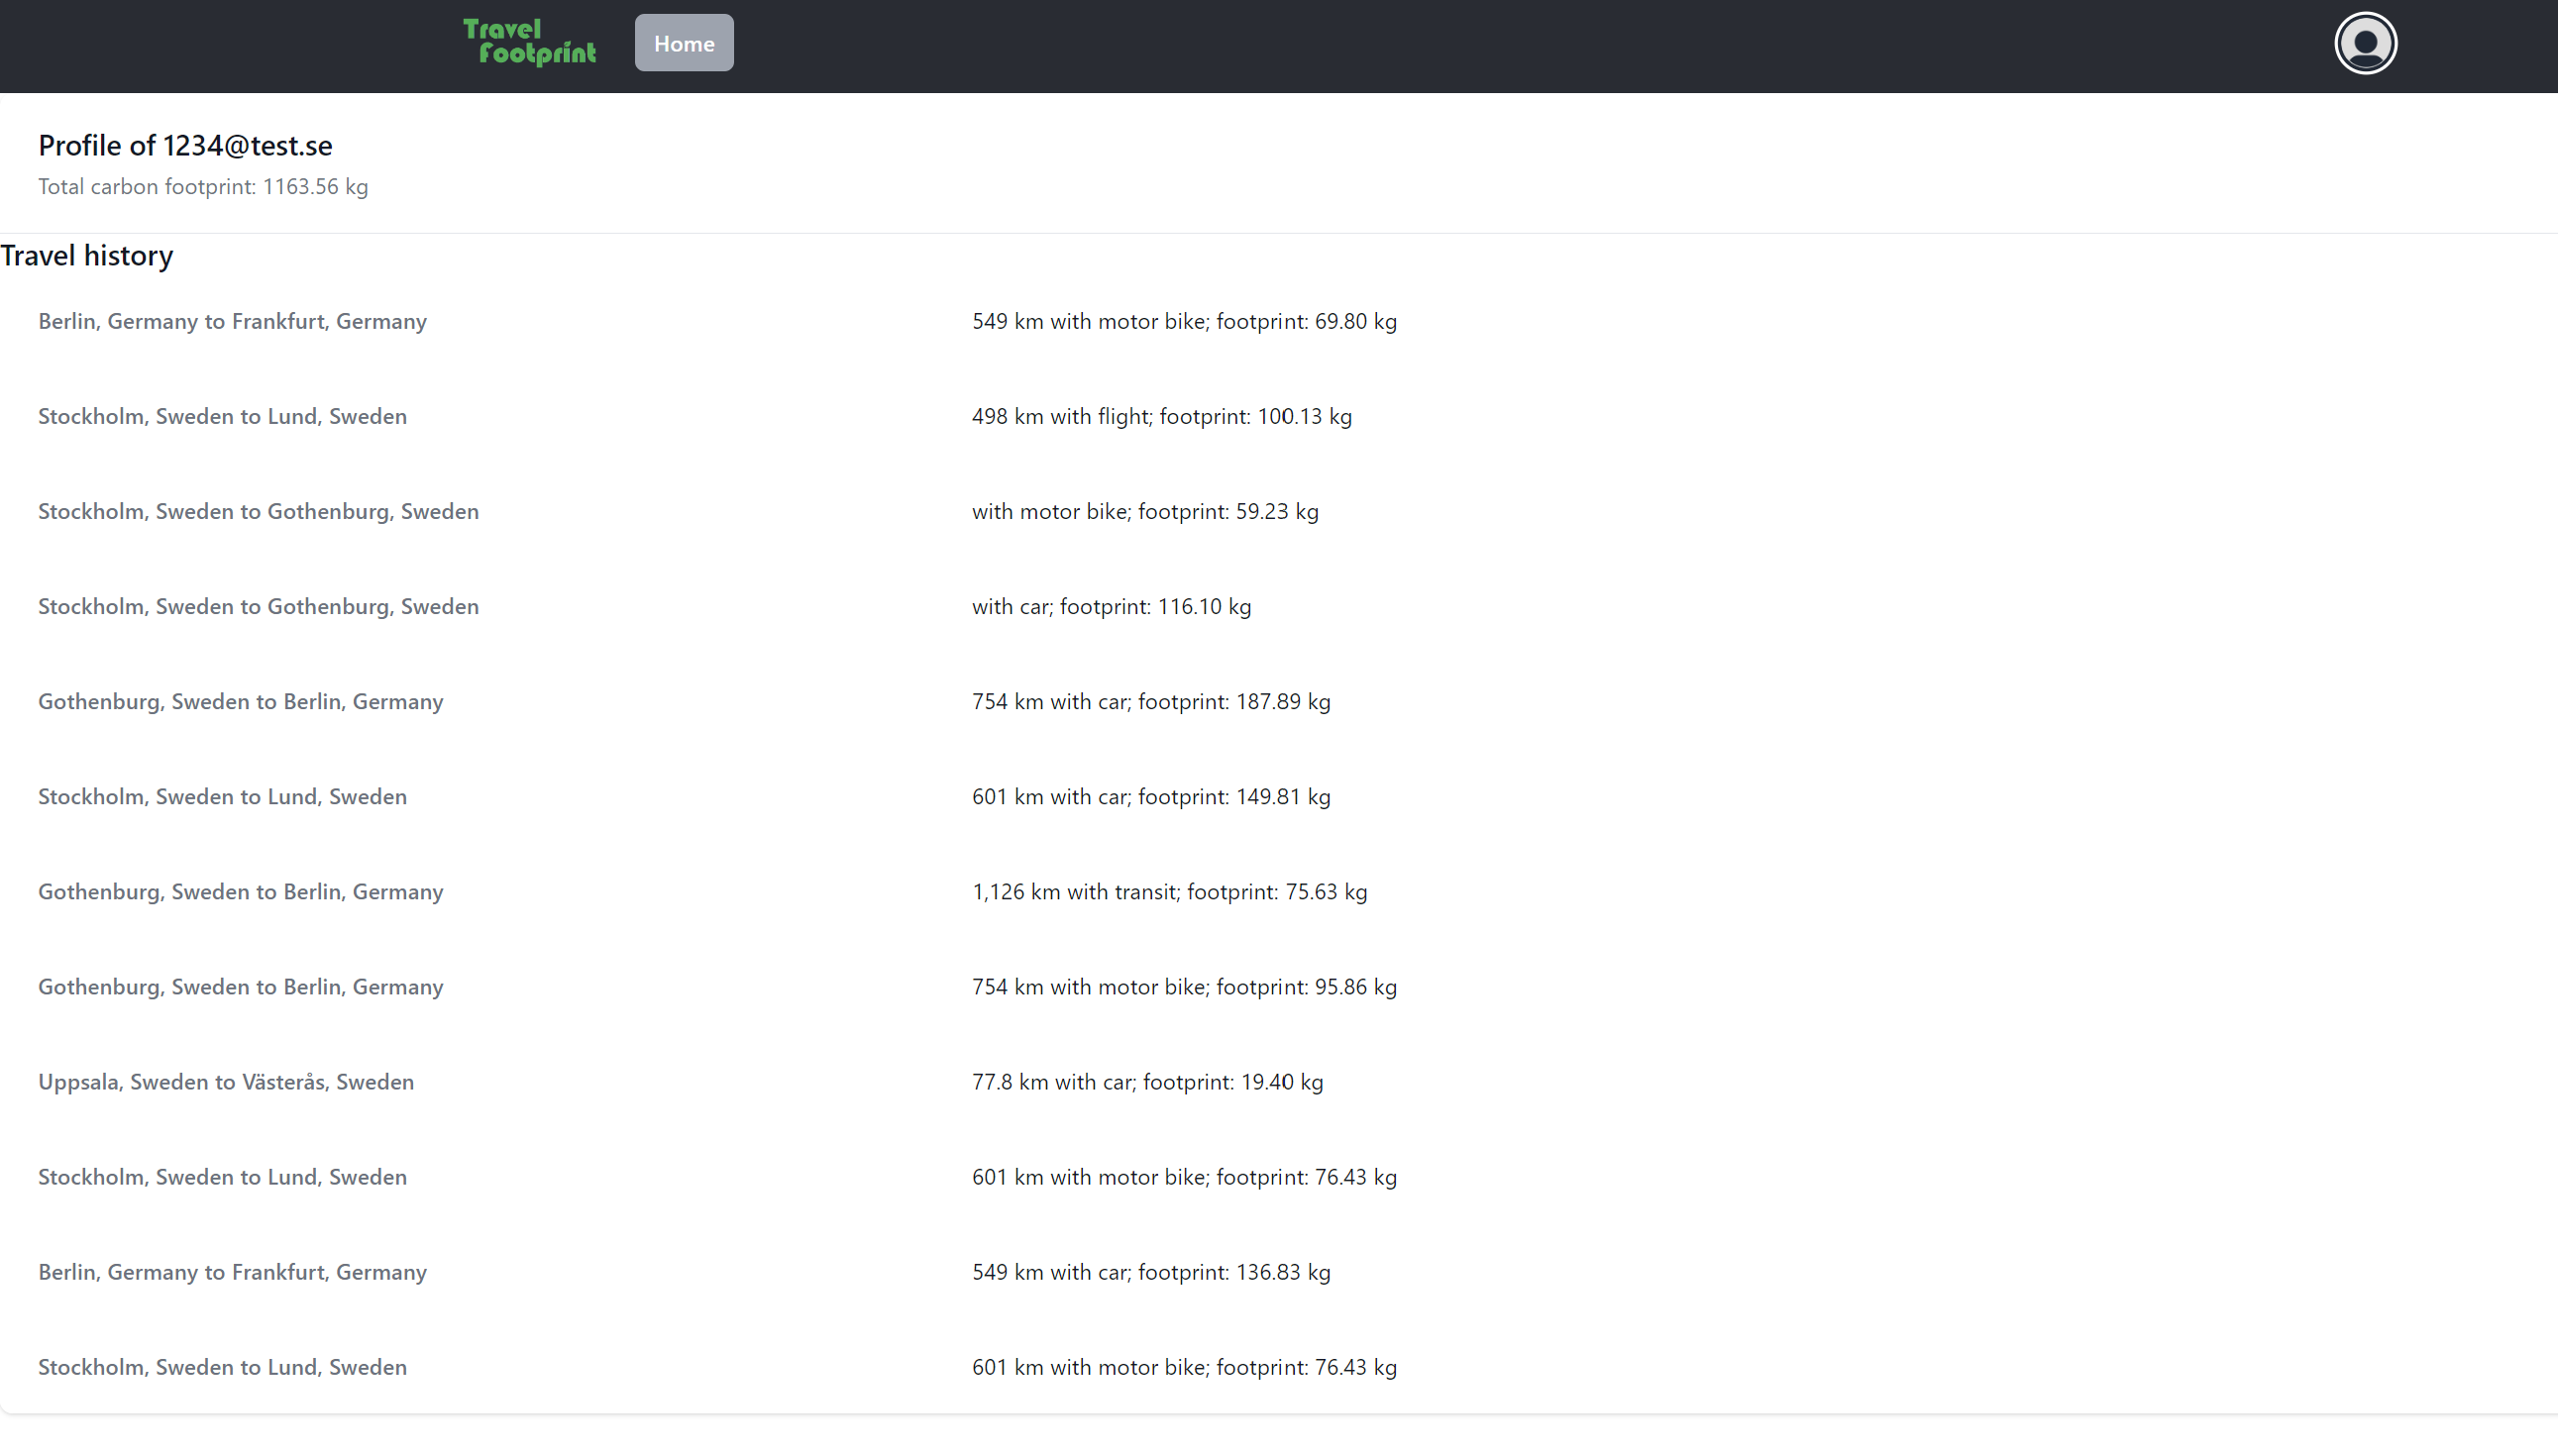 Travel
Footprint
Home
Profile of 1234@test.se
Total carbon footprint: 1163.56 kg
Travel history
Berlin, Germany to Frankfurt, Germany 549 km with motor bike; footprint: 69.80 kg
Stockholm, Sweden to Lund, Sweden 498 km with flight; footprint: 100.13 kg
Stockholm, Sweden to Gothenburg, Sweden with motor bike; footprint: 59.23 kg
Stockholm, Sweden to Gothenburg, Sweden with car; footprint: 116.10 kg
Gothenburg, Sweden to Berlin, Germany 754 km with car; footprint: 187.89 kg
Stockholm, Sweden to Lund, Sweden 601 km with car; footprint: 149.81 kg
Gothenburg, Sweden to Berlin, Germany 1,126 km with transit; footprint: 75.63 kg
Gothenburg, Sweden to Berlin, Germany 754 km with motor bike; footprint: 95.86 kg
Uppsala, Sweden to Västerås, Sweden 77.8 km with car; footprint: 19.40 kg
Stockholm, Sweden to Lund, Sweden 601 km with motor bike; footprint: 76.43 kg
Berlin, Germany to Frankfurt, Germany 549 km with car; footprint: 136.83 kg
Stockholm, Sweden to Lund, Sweden 601 km with motor bike; footprint: 76.43 kg